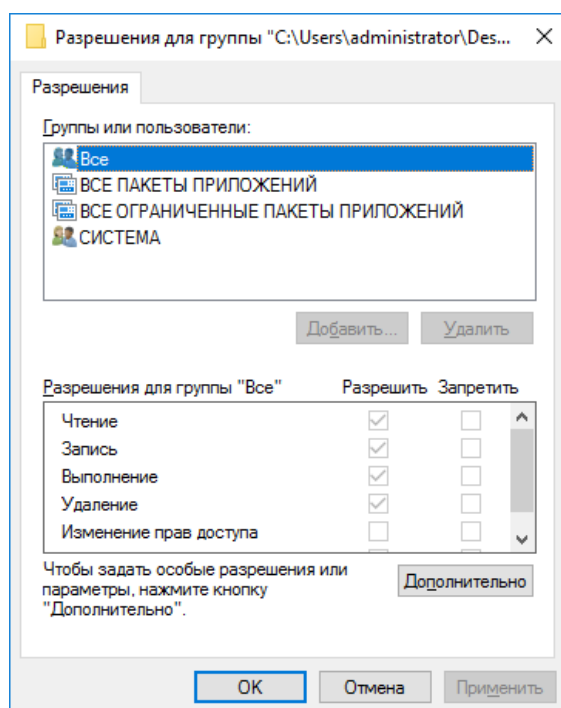 Разрешения для группы "C:\Users\administrator\Des...
Разрешения
Группы или пользователи:
Все
ВСЕ ПАКЕТЫ ПРИЛОЖЕНИЙ
ВСЕ ОГРАНИЧЕННЫЕ ПАКЕТЫ ПРИЛОЖЕНИЙ
СИСТЕМА
Добавить... Удалить
Разрешения для группы "Все" Разрешить Запретить
Чтение
Запись
Выполнение
Удаление
Изменение прав доступа
Чтобы задать особые разрешения или
параметры, нажмите кнопку
"Дополнительно".
Дополнительно
OK Отмена Применить